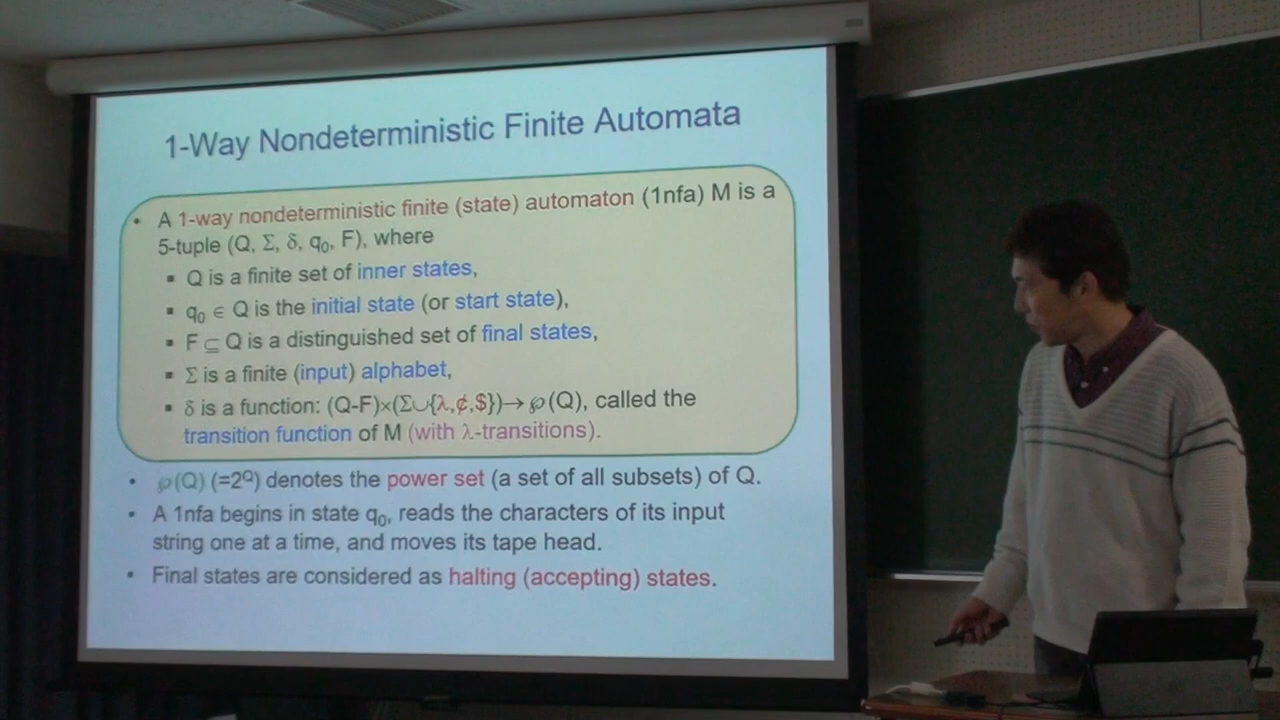 1-Way Nondeterministic Finite Automata
• A 1-way nondeterministic finite (state) automaton (1nfa) M is a
5-tuple (Q, Σ, δ, q₀, F), where
▪ Q is a finite set of inner states,
▪ q₀ ∈ Q is the initial state (or start state),
▪ F ⊆ Q is a distinguished set of final states,
▪ Σ is a finite (input) alphabet,
▪ δ is a function: (Q-F)×(Σ∪{λ,¢,$})→℘(Q), called the
transition function of M (with λ-transitions).
• ℘(Q) (=2^Q) denotes the power set (a set of all subsets) of Q.
• A 1nfa begins in state q₀, reads the characters of its input
string one at a time, and moves its tape head.
• Final states are considered as halting (accepting) states.